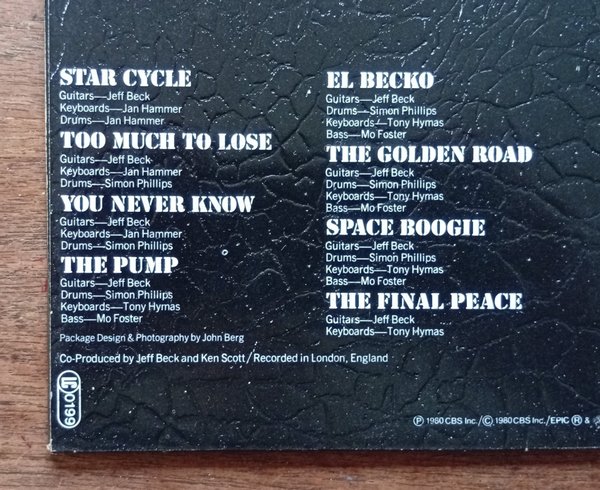 STAR CYCLE
Guitars—Jeff Beck
Keyboards—Jan Hammer
Drums—Jan Hammer
TOO MUCH TO LOSE
Guitars—Jeff Beck
Keyboards—Jan Hammer
Drums—Simon Phillips
YOU NEVER KNOW
Guitars—Jeff Beck
Keyboards—Jan Hammer
Drums—Simon Phillips
THE PUMP
Guitars—Jeff Beck
Drums—Simon Phillips
Keyboards—Tony Hymas
Bass—Mo Foster
EL BECKO
Guitars—Jeff Beck
Drums—Simon Phillips
Keyboards—Tony Hymas
Bass—Mo Foster
THE GOLDEN ROAD
Guitars—Jeff Beck
Drums—Simon Phillips
Keyboards—Tony Hymas
Bass—Mo Foster
SPACE BOOGIE
Guitars—Jeff Beck
Drums—Simon Phillips
Keyboards—Tony Hymas
Bass—Mo Foster
THE FINAL PEACE
Guitars—Jeff Beck
Keyboards—Tony Hymas
Package Design & Photography by John Berg
Co-Produced by Jeff Beck and Ken Scott/Recorded in London, England
LC 0199
Ⓟ 1980 CBS Inc./Ⓒ 1980 CBS Inc./EPIC Ⓡ &